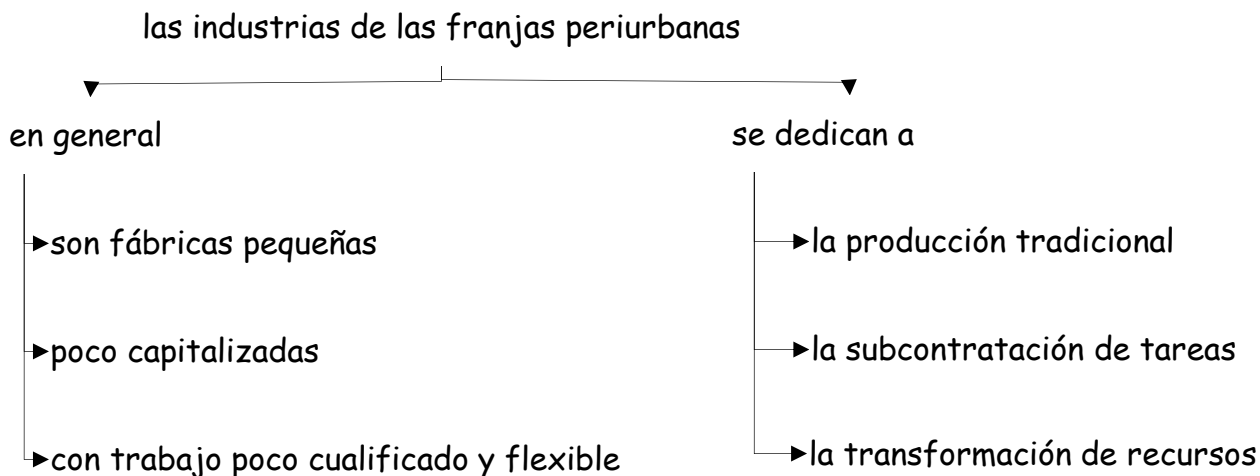 las industrias de las franjas periurbanas
en general
son fábricas pequeñas
poco capitalizadas
con trabajo poco cualificado y flexible
se dedican a
la producción tradicional
la subcontratación de tareas
la transformación de recursos